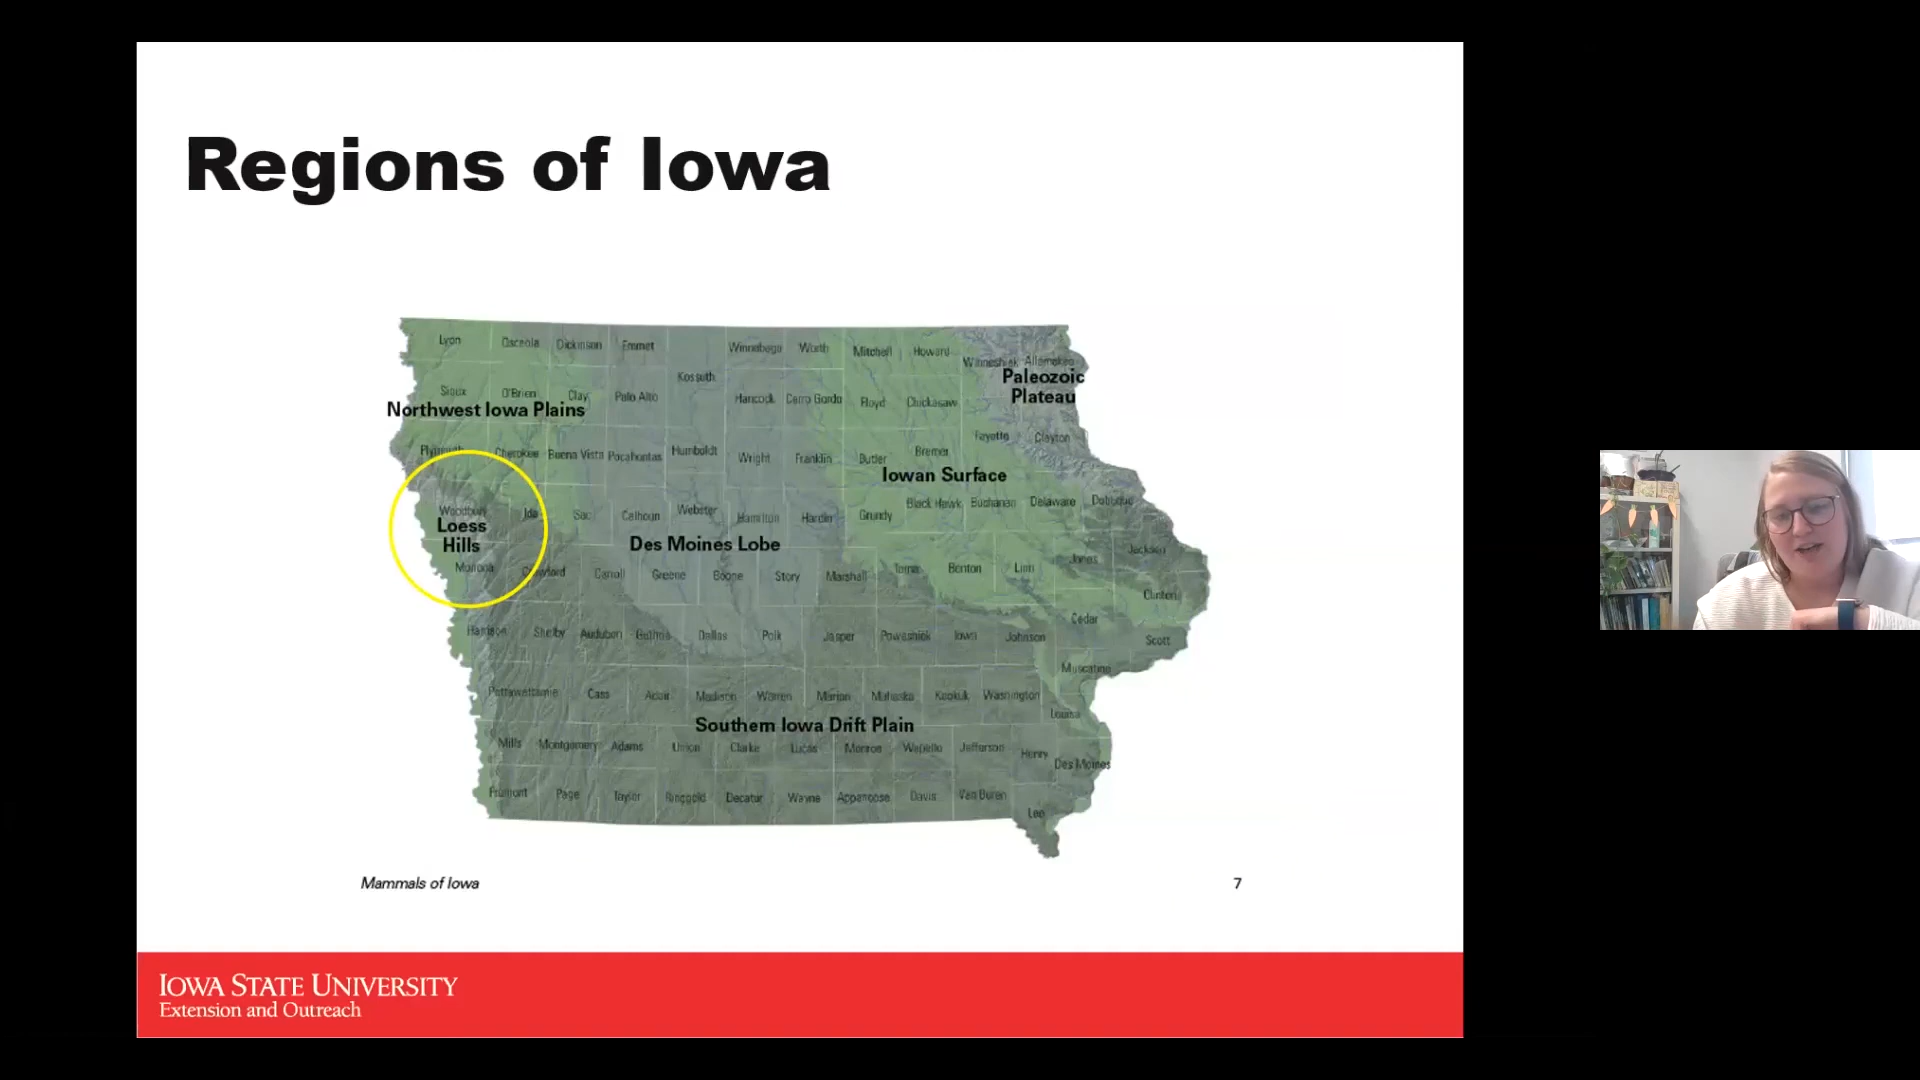 Regions of Iowa
Lyon Osceola Dickinson Emmet Winnebago Worth Mitchell Howard Winneshiek Allamakee
Kossuth
Paleozoic
Plateau
Sioux O'Brien Clay Palo Alto Hancock Cerro Gordo Floyd Chickasaw
Northwest Iowa Plains
Fayette Clayton
Plymouth Cherokee Buena Vista Pocahontas Humboldt Wright Franklin Butler Bremer
Iowan Surface
Woodbury Ida Sac Calhoun Webster Hamilton Hardin Grundy Black Hawk Buchanan Delaware Dubuque
Loess
Hills
Des Moines Lobe
Monona Crawford Carroll Greene Boone Story Marshall Tama Benton Linn Jones Jackson
Clinton
Cedar
Harrison Shelby Audubon Guthrie Dallas Polk Jasper Poweshiek Iowa Johnson Scott
Muscatine
Pottawattamie Cass Adair Madison Warren Marion Mahaska Keokuk Washington
Louisa
Southern Iowa Drift Plain
Mills Montgomery Adams Union Clarke Lucas Monroe Wapello Jefferson Henry Des Moines
Fremont Page Taylor Ringgold Decatur Wayne Appanoose Davis Van Buren Lee
Mammals of Iowa 7
IOWA STATE UNIVERSITY
Extension and Outreach